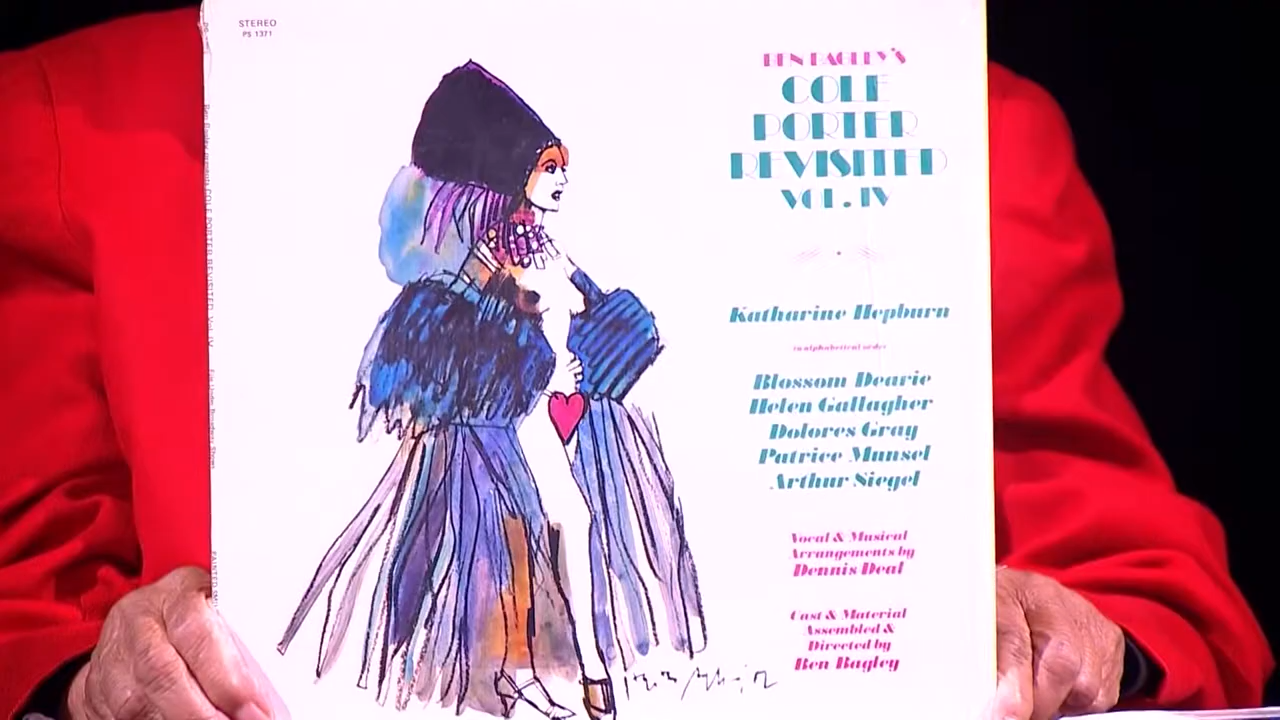 STEREO
PS 1371
BEN BAGLEY'S
COLE
PORTER
REVISITED
VOL. IV
Katharine Hepburn
in alphabetical order
Blossom Dearie
Helen Gallagher
Dolores Gray
Patrice Munsel
Arthur Siegel
Vocal & Musical
Arrangements by
Dennis Deal
Cast & Material
Assembled &
Directed by
Ben Bagley